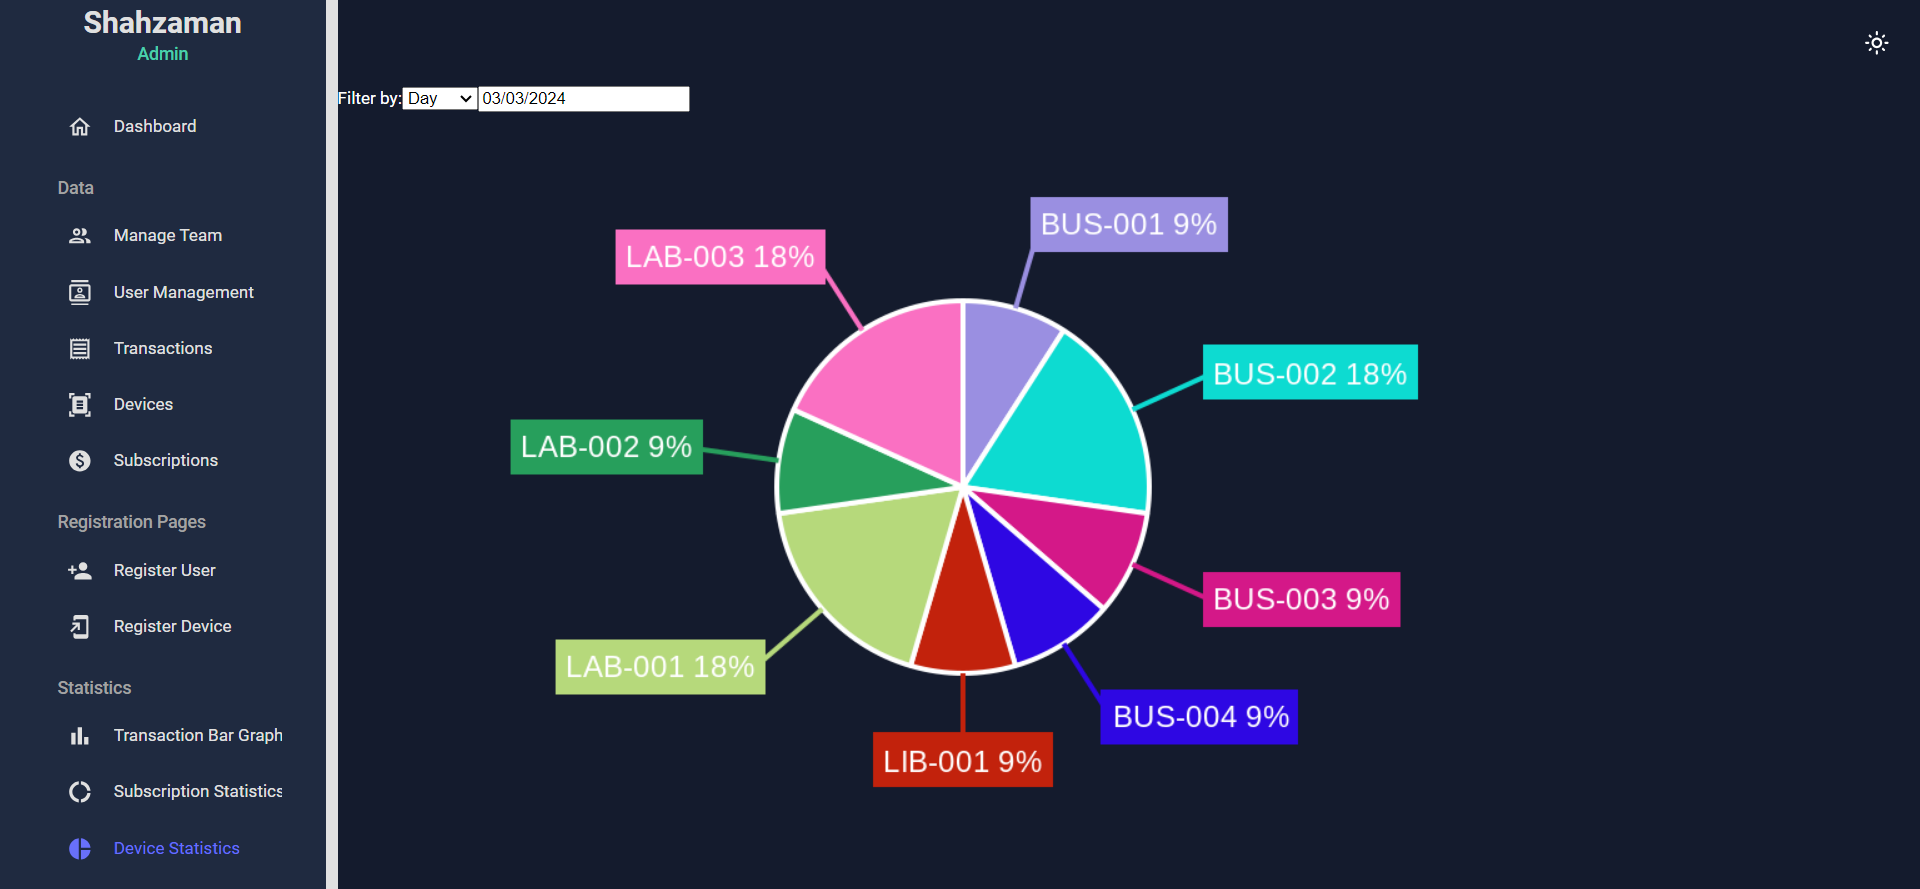 Shahzaman
Admin
Dashboard
Data
Manage Team
User Management
Transactions
Devices
Subscriptions
Registration Pages
Register User
Register Device
Statistics
Transaction Bar Graph
Subscription Statistics
Device Statistics
Filter by: Day 03/03/2024
BUS-001 9%
LAB-003 18%
BUS-002 18%
LAB-002 9%
BUS-003 9%
LAB-001 18%
BUS-004 9%
LIB-001 9%